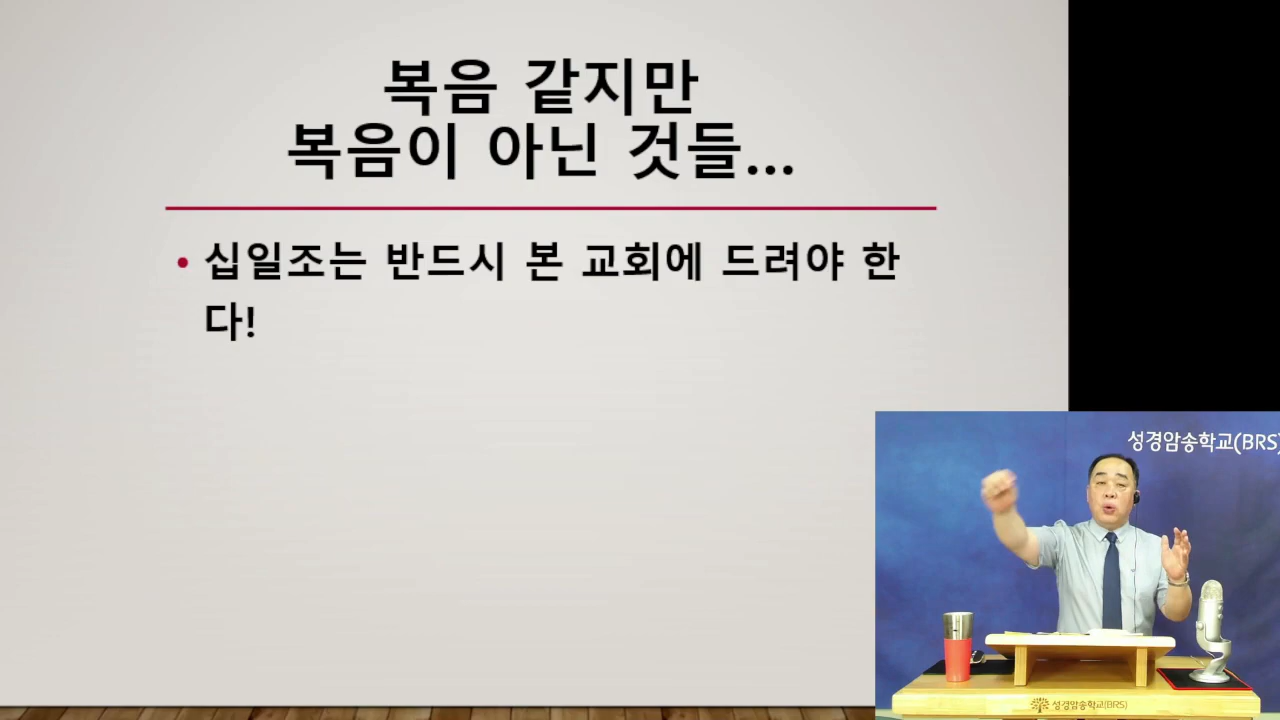 복음 같지만
복음이 아닌 것들...
• 십일조는 반드시 본 교회에 드려야 한
다!
성경암송학교(BRS)
성경암송학교(BRS)